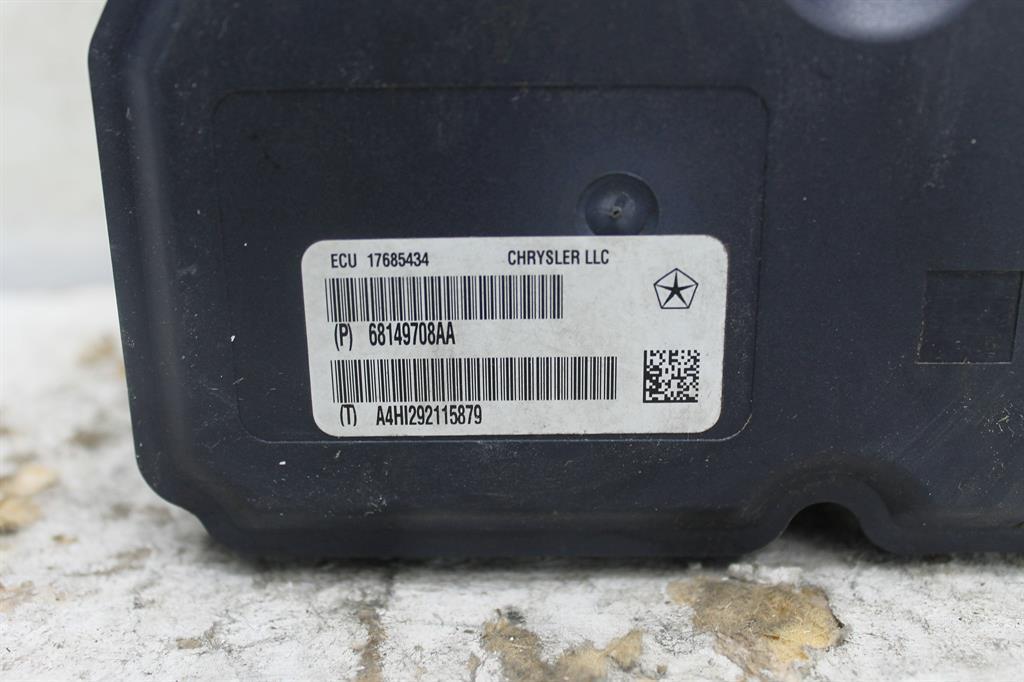 ECU 17685434 CHRYSLER LLC
(P) 68149708AA
(T) A4HI292115879